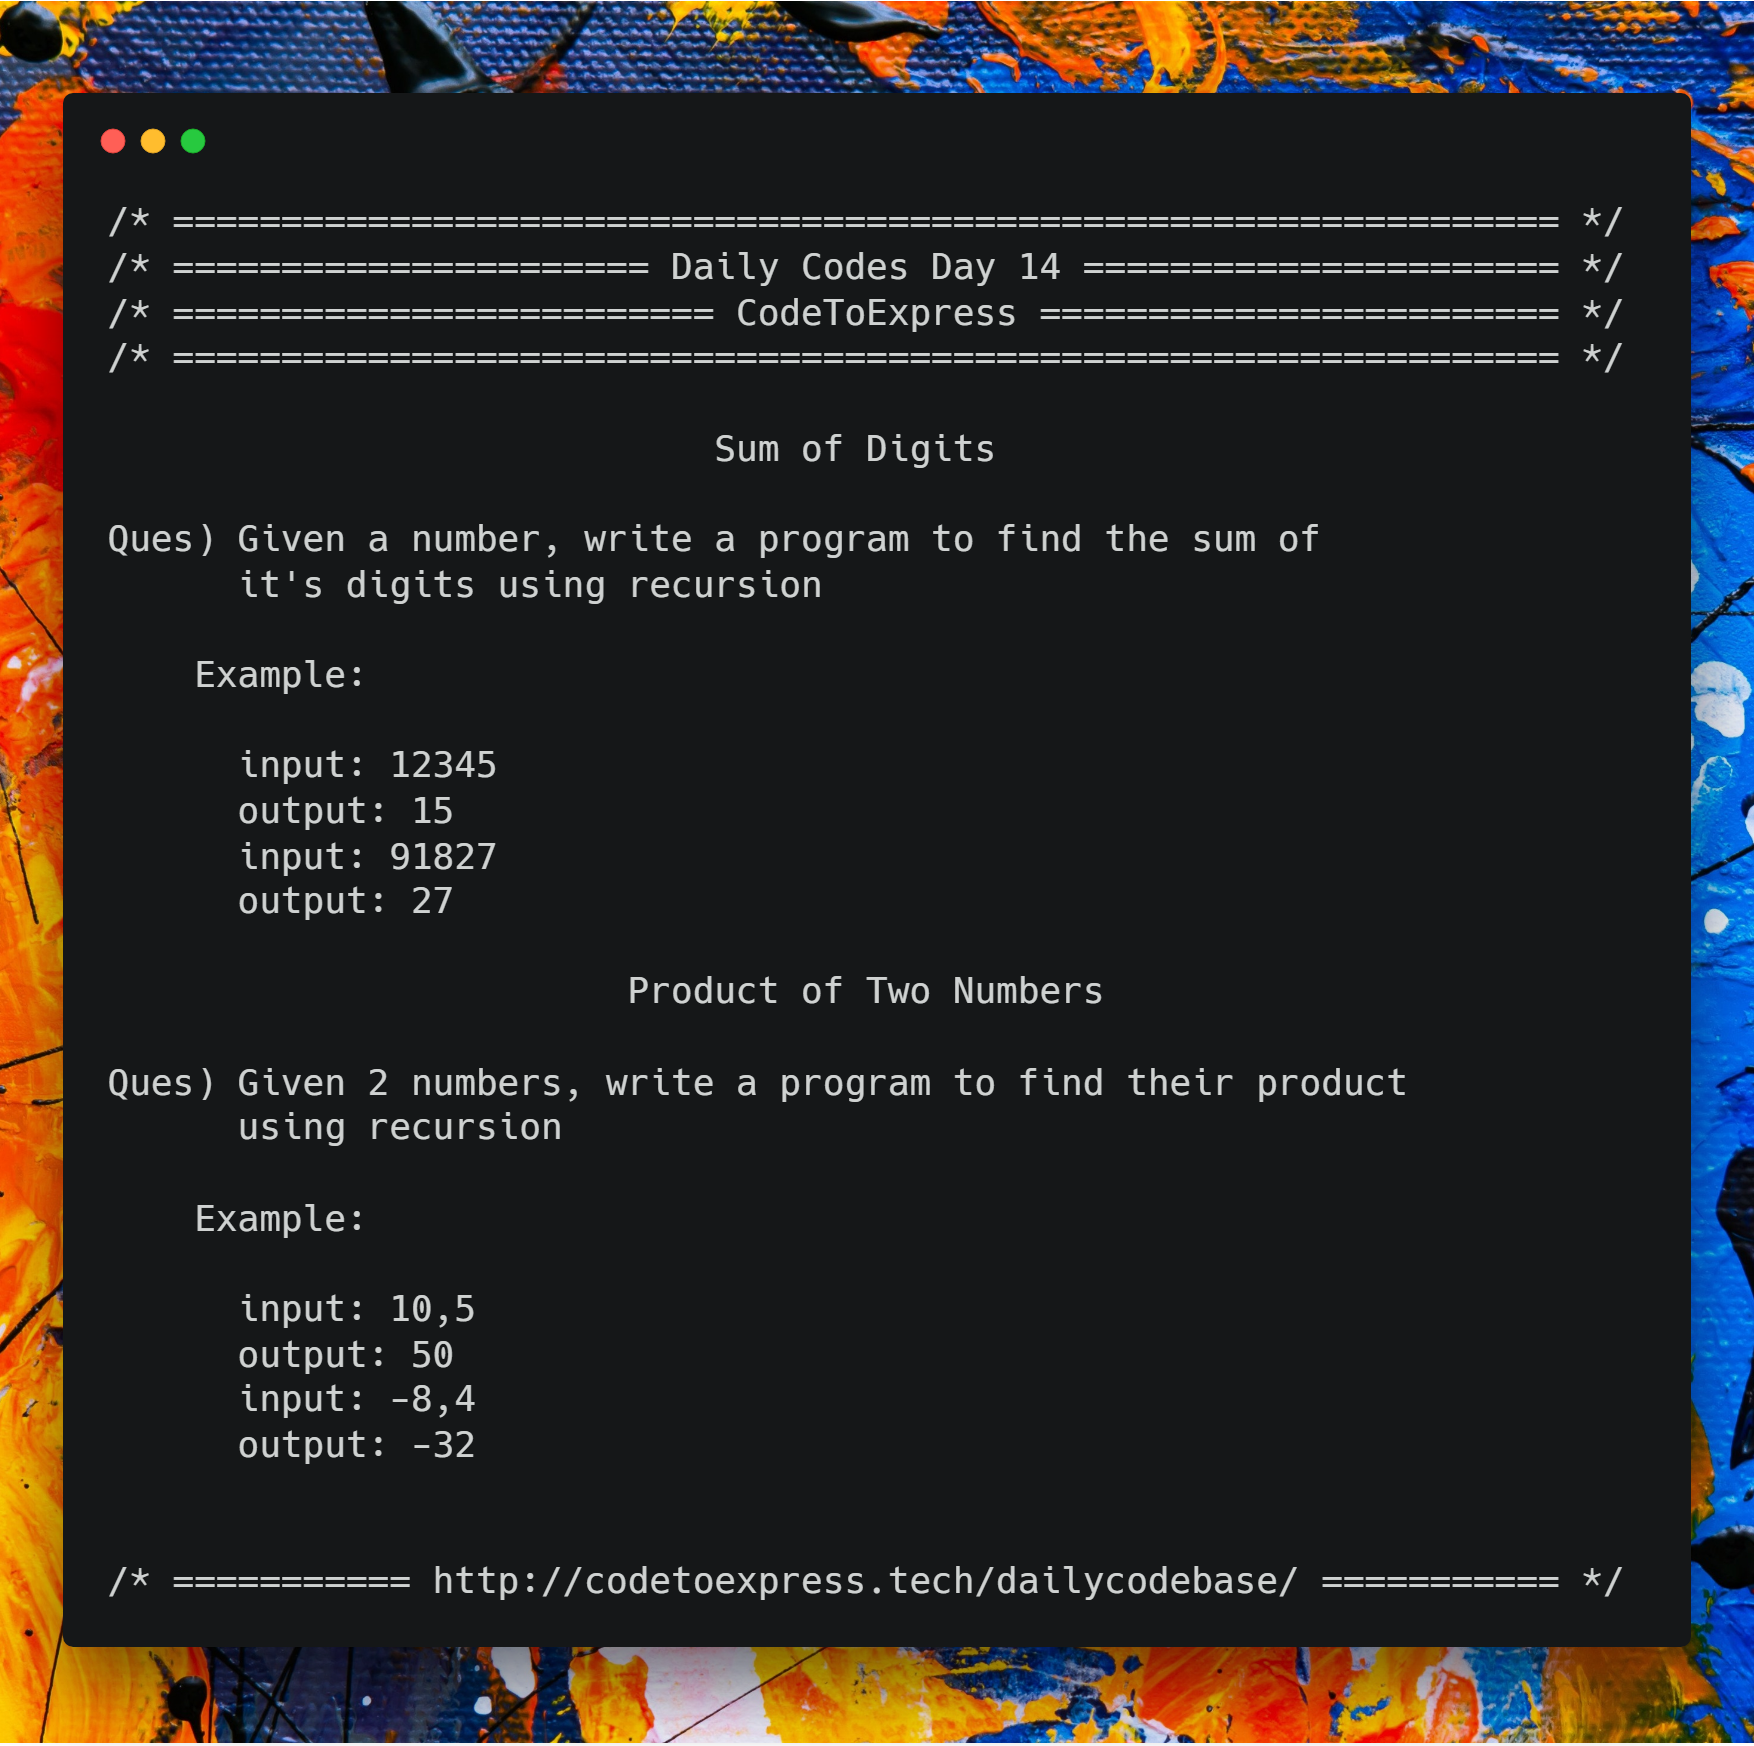 /* ================================================================ */
/* ====================== Daily Codes Day 14 ====================== */
/* ========================= CodeToExpress ======================== */
/* ================================================================ */
Sum of Digits
Ques) Given a number, write a program to find the sum of
it's digits using recursion
Example:
input: 12345
output: 15
input: 91827
output: 27
Product of Two Numbers
Ques) Given 2 numbers, write a program to find their product
using recursion
Example:
input: 10,5
output: 50
input: -8,4
output: -32
/* =========== http://codetoexpress.tech/dailycodebase/ =========== */